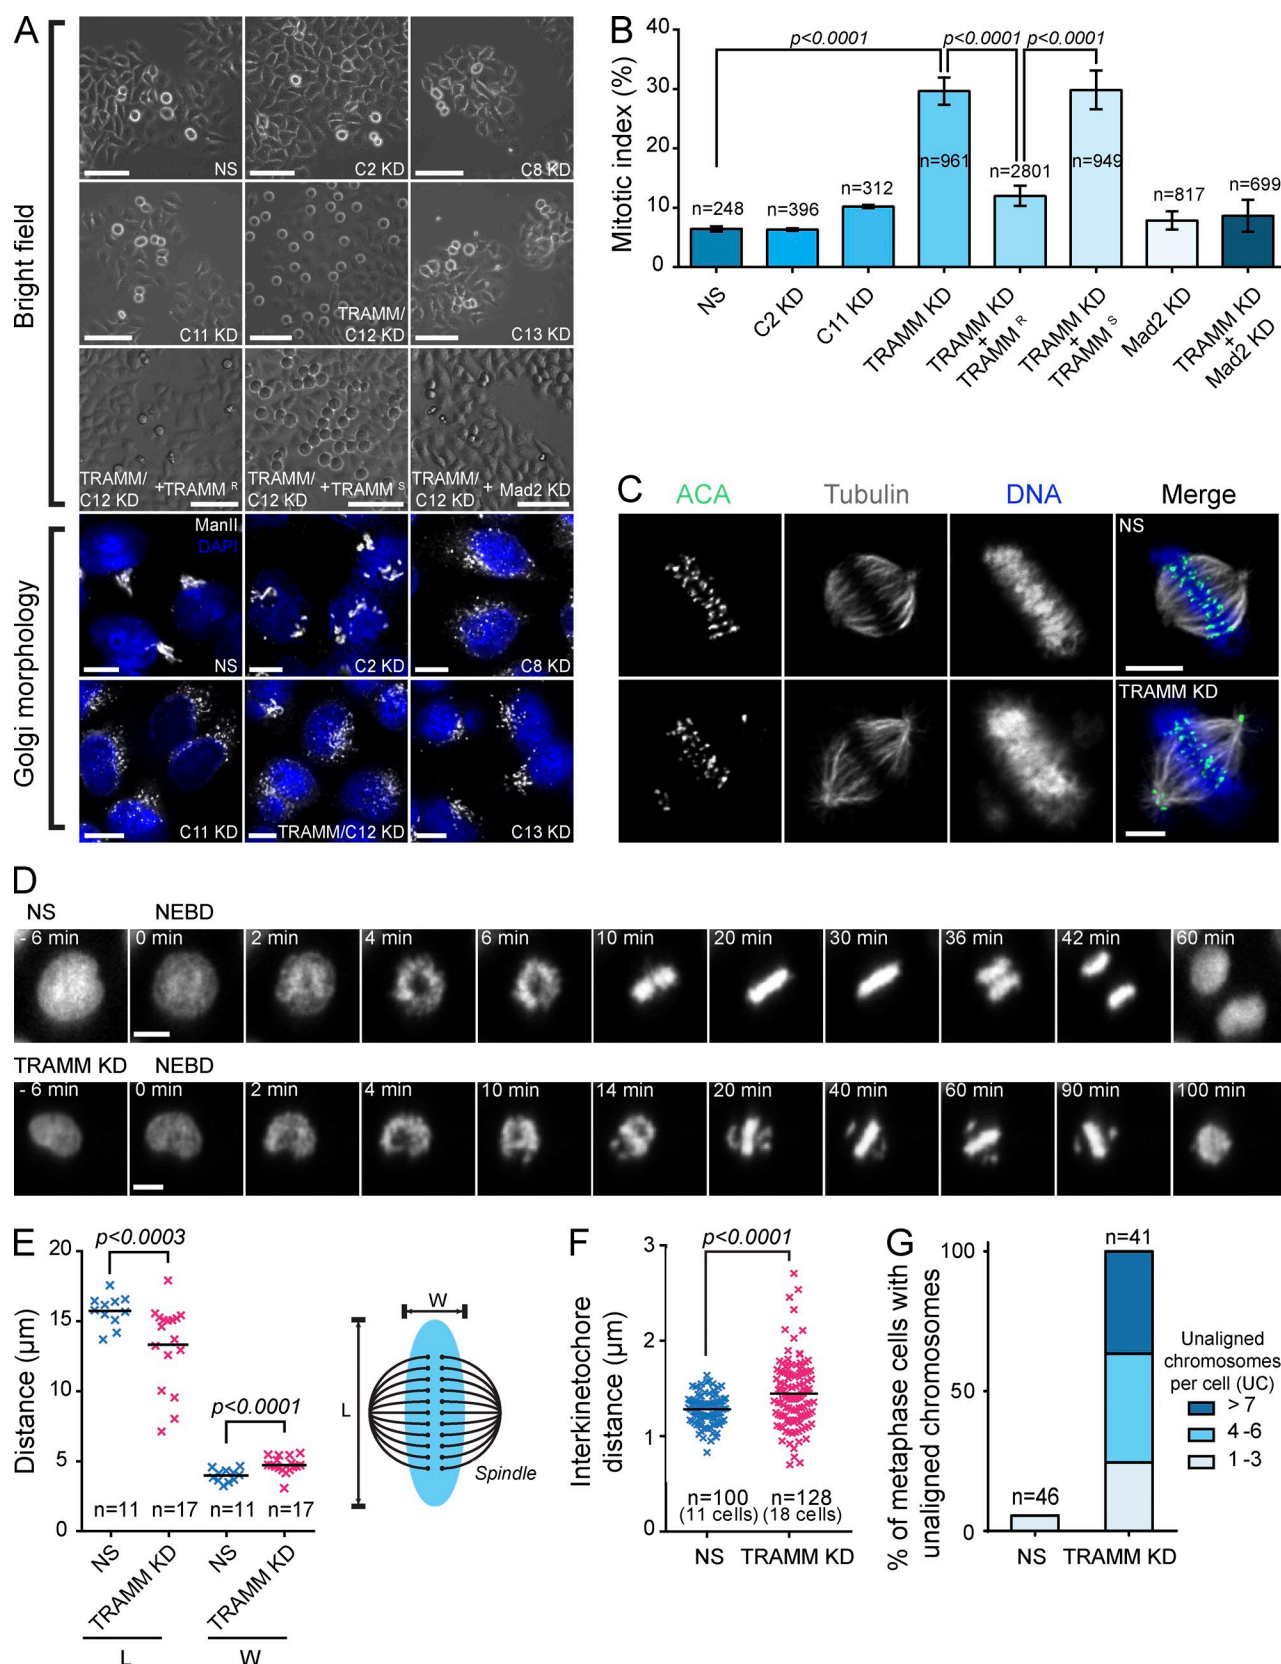 A
Bright field
NS
C2 KD
C8 KD
C11 KD
TRAMM/
C12 KD
C13 KD
TRAMM/
C12 KD
+TRAMM R
TRAMM/
C12 KD
+TRAMM S
TRAMM/
C12 KD
+ Mad2 KD
Golgi morphology
ManII
DAPI
NS
C2 KD
C8 KD
C11 KD
TRAMM/C12 KD
C13 KD
B
Mitotic index (%)
40
30
20
10
0
p<0.0001
p<0.0001
p<0.0001
n=248
n=396
n=312
n=961
n=2801
n=949
n=817
n=699
NS
C2 KD
C11 KD
TRAMM KD
TRAMM KD
+
TRAMM R
TRAMM KD
+
TRAMM S
Mad2 KD
TRAMM KD
+
Mad2 KD
C
ACA
Tubulin
DNA
Merge
NS
TRAMM KD
D
NS
NEBD
- 6 min
0 min
2 min
4 min
6 min
10 min
20 min
30 min
36 min
42 min
60 min
TRAMM KD
NEBD
- 6 min
0 min
2 min
4 min
10 min
14 min
20 min
40 min
60 min
90 min
100 min
E
Distance (µm)
20
15
10
5
0
p<0.0003
p<0.0001
n=11
n=17
n=11
n=17
NS
TRAMM KD
NS
TRAMM KD
L
W
W
L
Spindle
F
Interkinetochore
distance (µm)
3
2
1
0
p<0.0001
n=100
(11 cells)
n=128
(18 cells)
NS
TRAMM KD
G
% of metaphase cells with
unaligned chromosomes
100
50
0
n=46
n=41
NS
TRAMM KD
Unaligned
chromosomes
per cell (UC)
>7
4 -6
1 -3